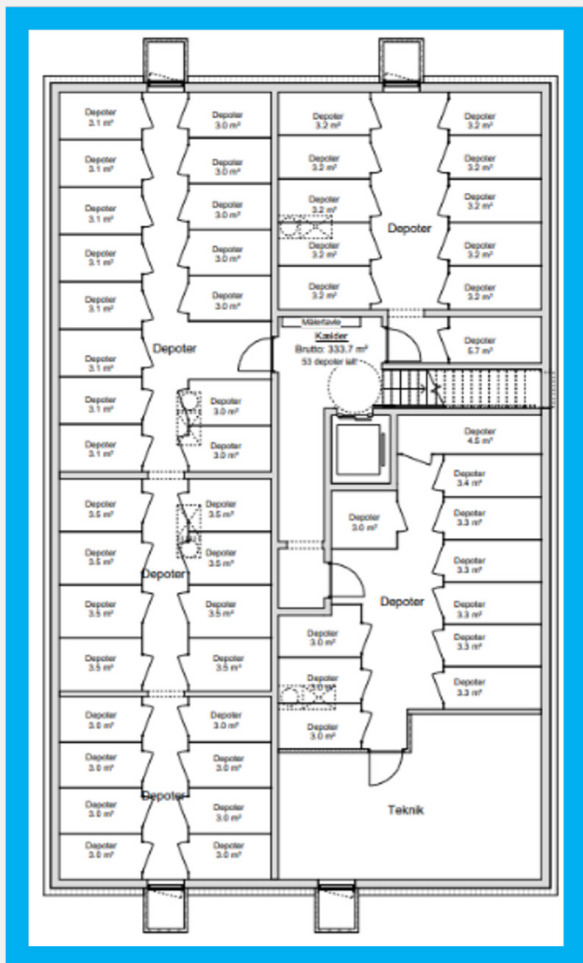 Depoter
3.1 m²
Depoter
3.1 m²
Depoter
3.1 m²
Depoter
3.1 m²
Depoter
3.1 m²
Depoter
3.1 m²
Depoter
3.1 m²
Depoter
3.1 m²
Depoter
3.0 m²
Depoter
3.0 m²
Depoter
3.0 m²
Depoter
3.0 m²
Depoter
3.0 m²
Depoter
Depoter
3.0 m²
Depoter
3.0 m²
Depoter
3.5 m²
Depoter
3.5 m²
Depoter
3.5 m²
Depoter
3.5 m²
Depoter
Depoter
3.5 m²
Depoter
3.5 m²
Depoter
3.5 m²
Depoter
3.5 m²
Depoter
3.0 m²
Depoter
3.0 m²
Depoter
3.0 m²
Depoter
3.0 m²
Depoter
Depoter
3.0 m²
Depoter
3.0 m²
Depoter
3.0 m²
Depoter
3.0 m²
Depoter
3.2 m²
Depoter
3.2 m²
Depoter
3.2 m²
Depoter
3.2 m²
Depoter
3.2 m²
Depoter
Depoter
3.2 m²
Depoter
3.2 m²
Depoter
3.2 m²
Depoter
3.2 m²
Depoter
3.2 m²
Depoter
5.7 m²
Målertavle
Kælder
Brutto: 333.7 m²
53 depoter ialt
Depoter
4.5 m²
Depoter
3.4 m²
Depoter
3.3 m²
Depoter
3.3 m²
Depoter
3.3 m²
Depoter
3.3 m²
Depoter
3.3 m²
Depoter
3.0 m²
Depoter
Depoter
3.0 m²
Depoter
3.0 m²
Depoter
3.0 m²
Teknik